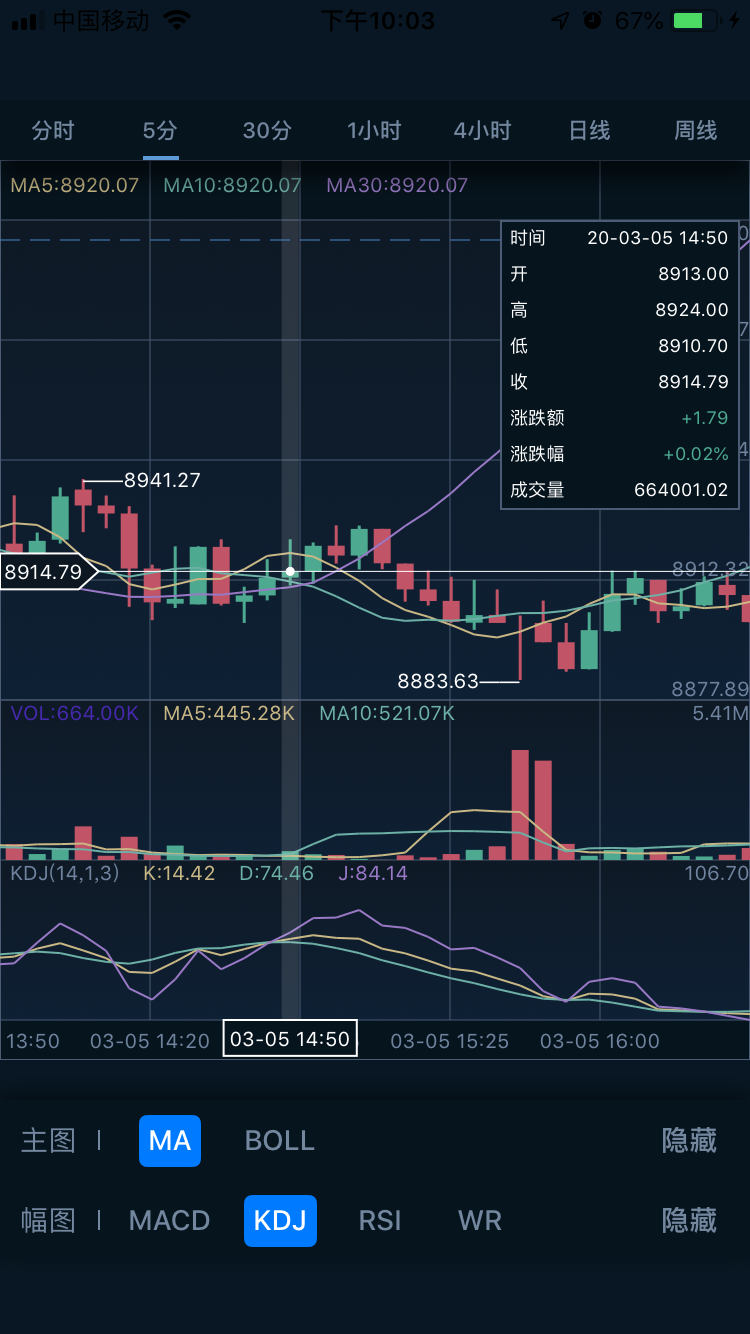 中国移动 下午10:03 67%
分时 5分 30分 1小时 4小时 日线 周线
MA5:8920.07 MA10:8920.07 MA30:8920.07
时间 20-03-05 14:50
开 8913.00
高 8924.00
低 8910.70
收 8914.79
涨跌额 +1.79
涨跌幅 +0.02%
成交量 664001.02
8941.27
8914.79
8912.32
8883.63
8877.89
VOL:664.00K MA5:445.28K MA10:521.07K 5.41M
KDJ(14,1,3) K:14.42 D:74.46 J:84.14 106.70
13:50 03-05 14:20 03-05 14:50 03-05 15:25 03-05 16:00
主图 MA BOLL 隐藏
幅图 MACD KDJ RSI WR 隐藏